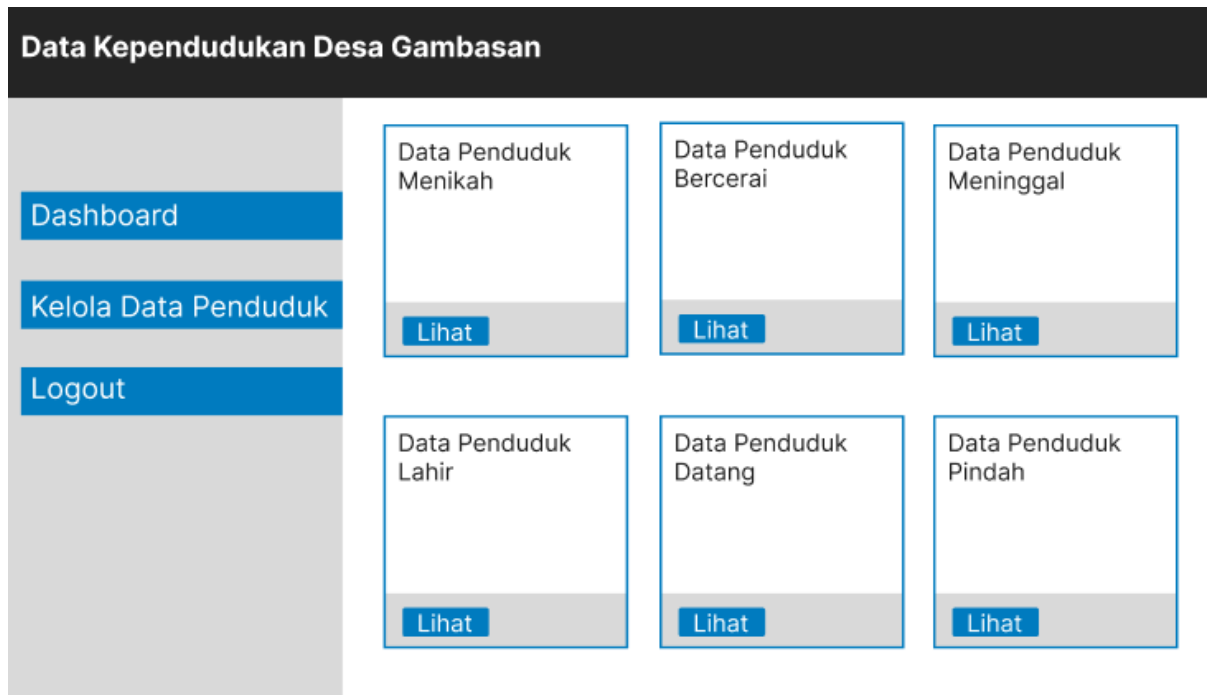 Data Kependudukan Desa Gambasan
Dashboard
Kelola Data Penduduk
Logout
Data Penduduk
Menikah
Lihat
Data Penduduk
Bercerai
Lihat
Data Penduduk
Meninggal
Lihat
Data Penduduk
Lahir
Lihat
Data Penduduk
Datang
Lihat
Data Penduduk
Pindah
Lihat